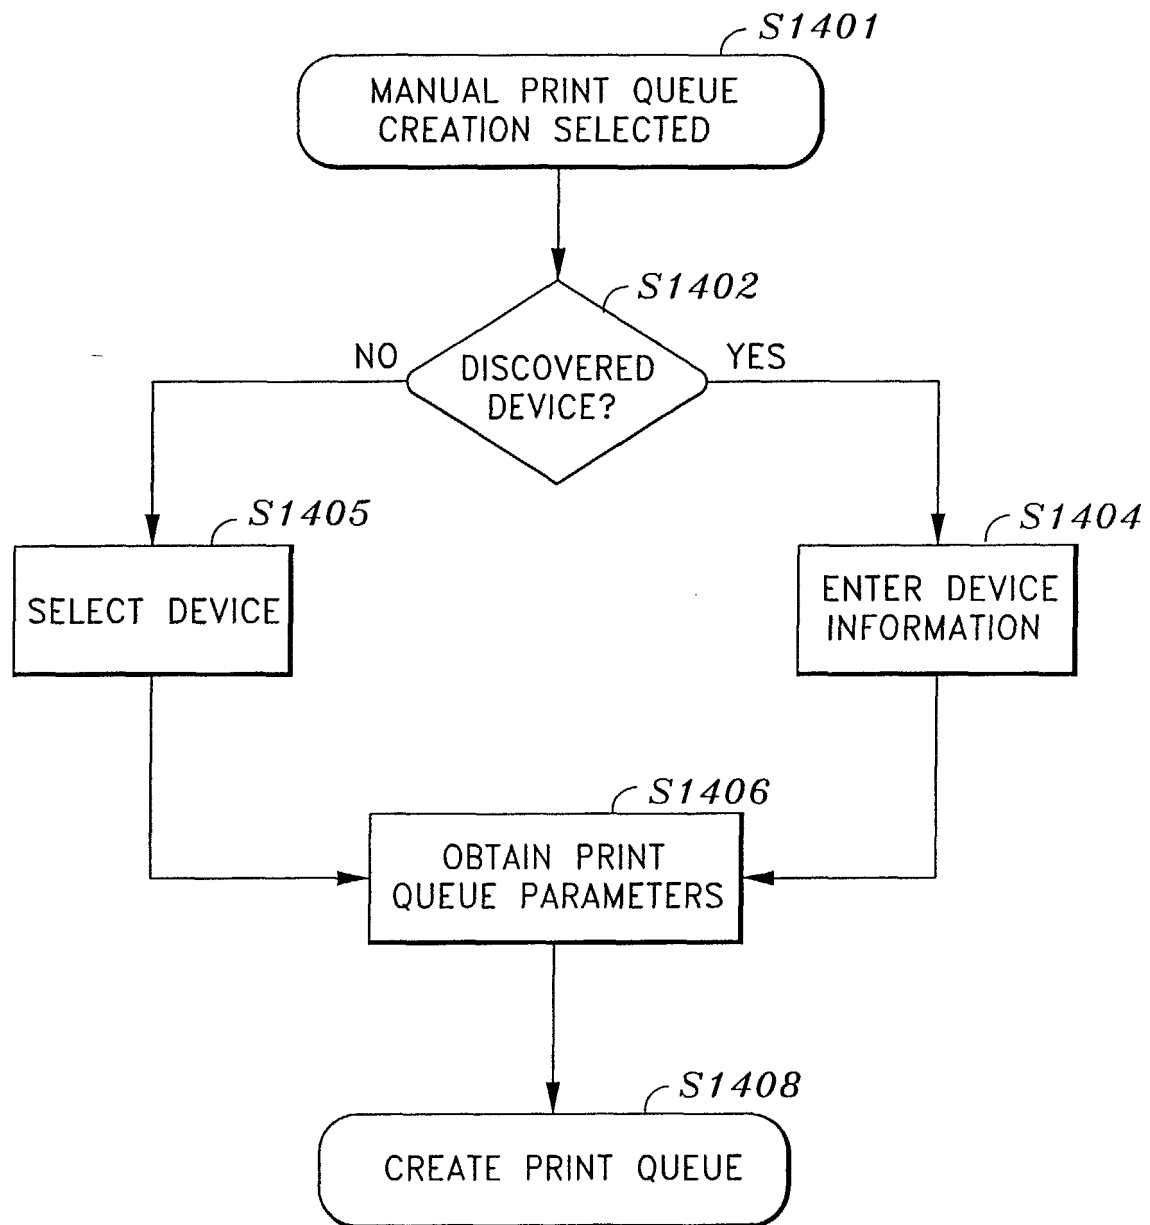 S1401
MANUAL PRINT QUEUE
CREATION SELECTED
S1402
NO
DISCOVERED
DEVICE?
YES
S1405
SELECT DEVICE
S1404
ENTER DEVICE
INFORMATION
S1406
OBTAIN PRINT
QUEUE PARAMETERS
S1408
CREATE PRINT QUEUE